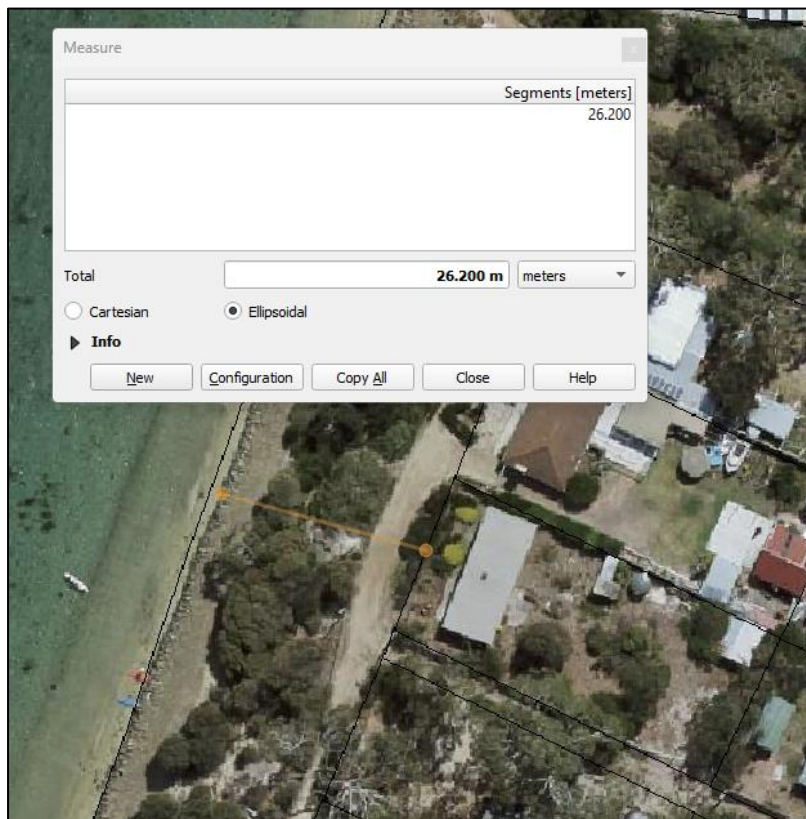 Measure
Segments [meters]
26.200
Total 26.200 m meters
Cartesian Ellipsoidal
Info
New Configuration Copy All Close Help